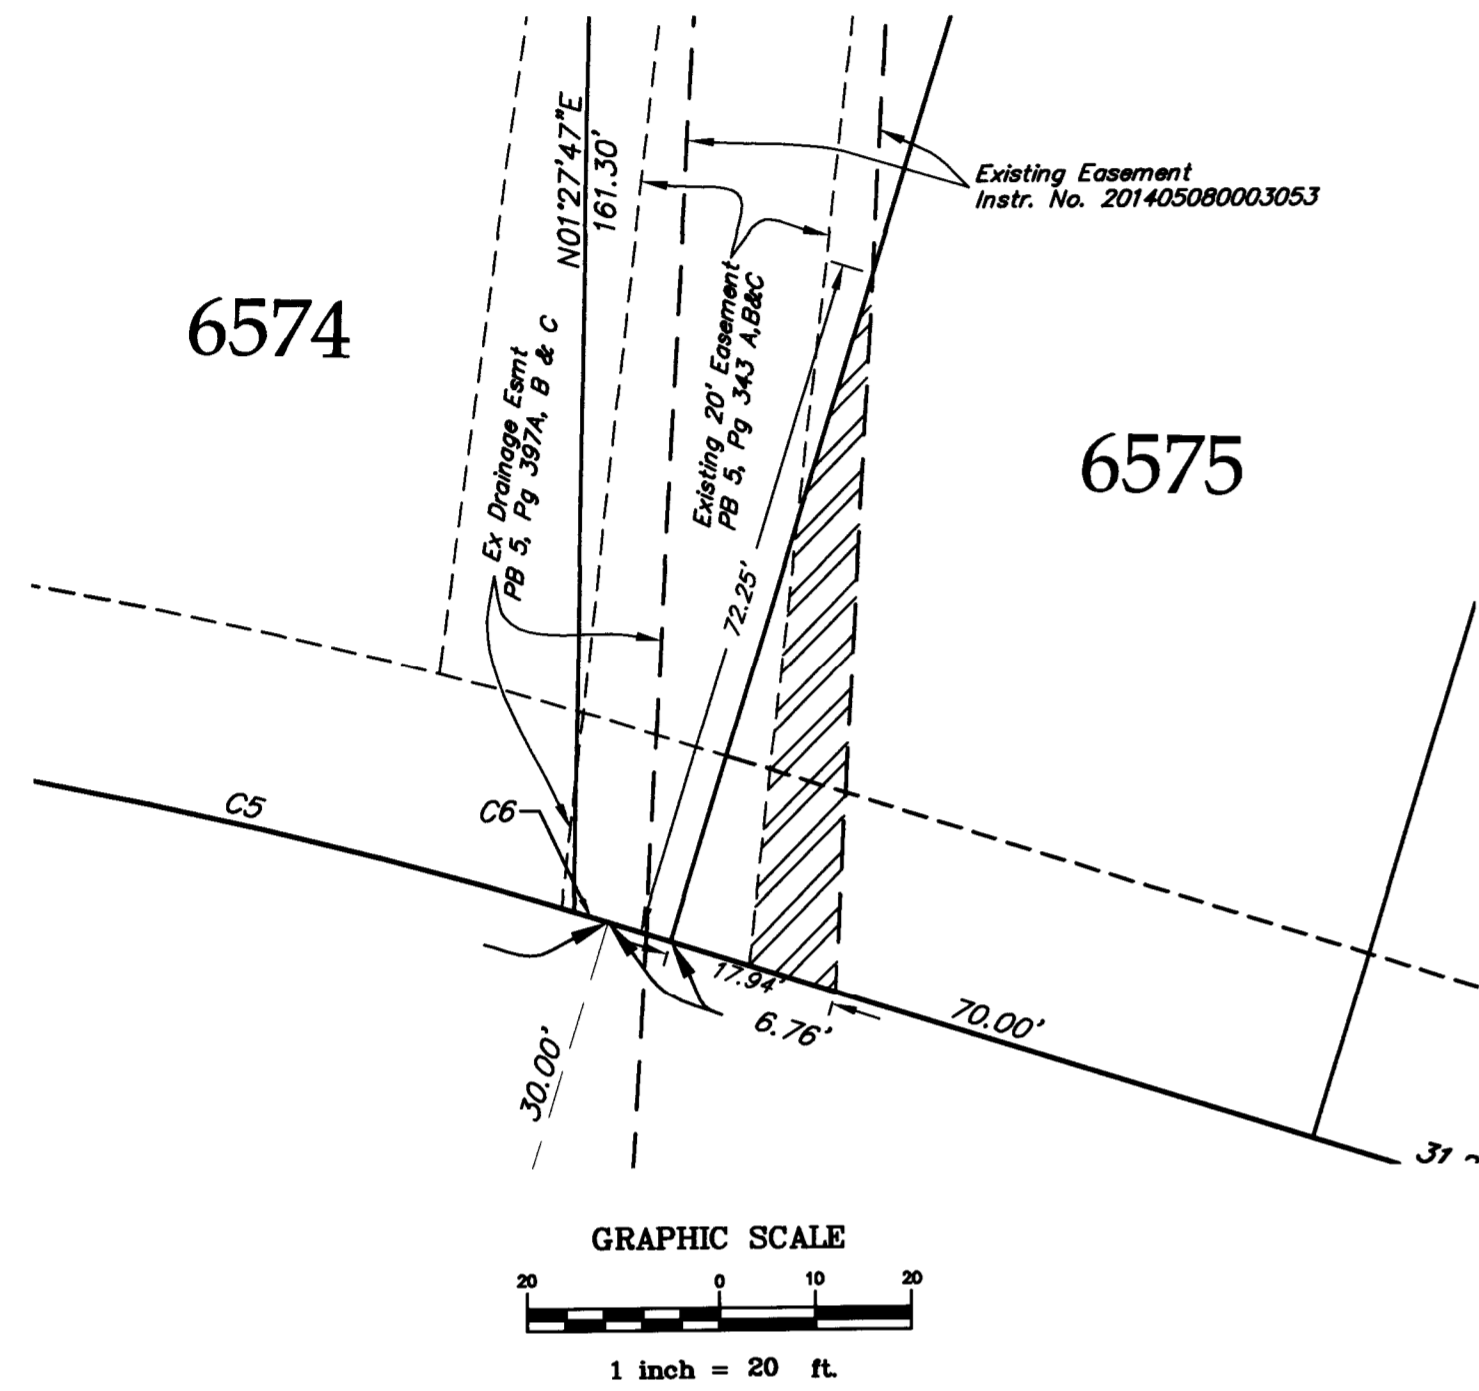 N01°27'47"E
161.30'
Existing Easement
Instr. No. 201405080003053
6574
Ex Drainage Esmt
PB 5, Pg 397A, B & C
Existing 20' Easement
PB 5, Pg 343 A,B&C
6575
72.25'
C5
C6
17.94'
6.76'
70.00'
30.00'
31
GRAPHIC SCALE
20 0 10 20
1 inch = 20 ft.